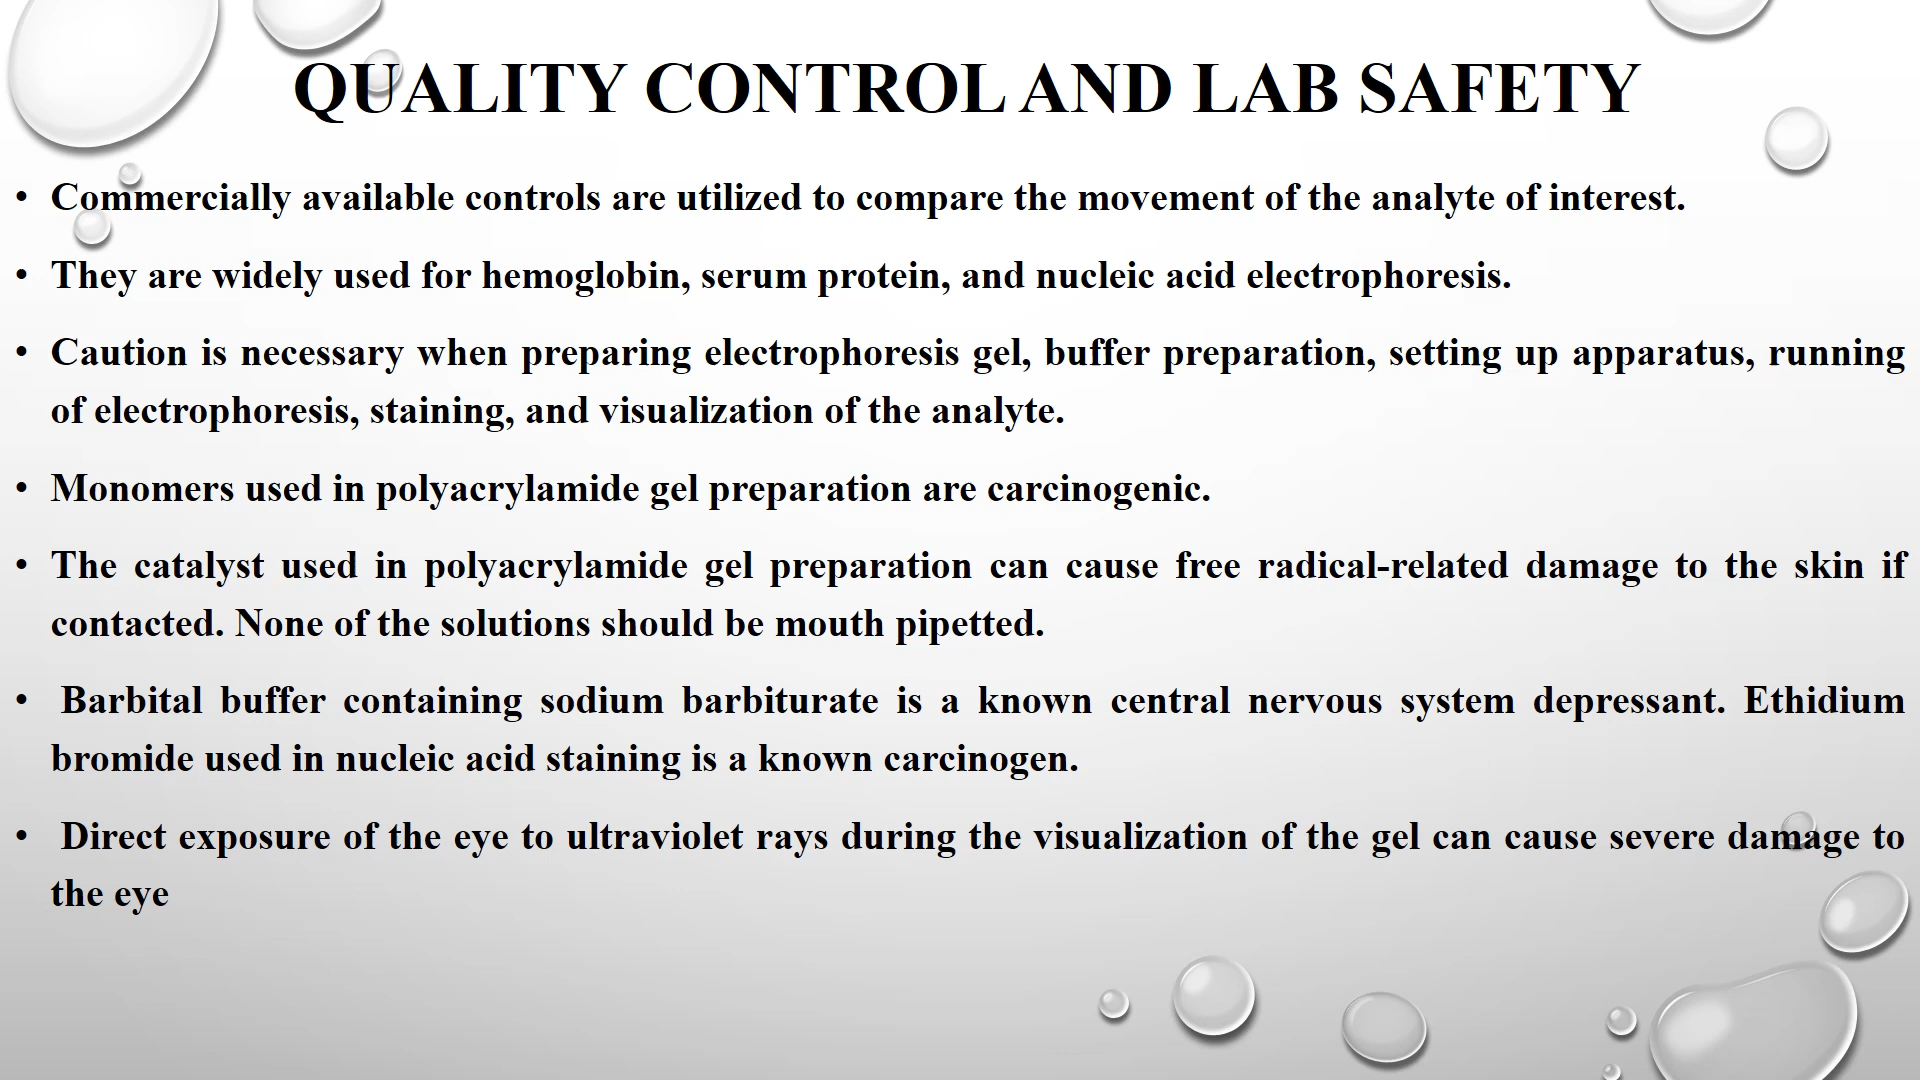 QUALITY CONTROL AND LAB SAFETY
• Commercially available controls are utilized to compare the movement of the analyte of interest.
• They are widely used for hemoglobin, serum protein, and nucleic acid electrophoresis.
• Caution is necessary when preparing electrophoresis gel, buffer preparation, setting up apparatus, running
of electrophoresis, staining, and visualization of the analyte.
• Monomers used in polyacrylamide gel preparation are carcinogenic.
• The catalyst used in polyacrylamide gel preparation can cause free radical-related damage to the skin if
contacted. None of the solutions should be mouth pipetted.
• Barbital buffer containing sodium barbiturate is a known central nervous system depressant. Ethidium
bromide used in nucleic acid staining is a known carcinogen.
• Direct exposure of the eye to ultraviolet rays during the visualization of the gel can cause severe damage to
the eye